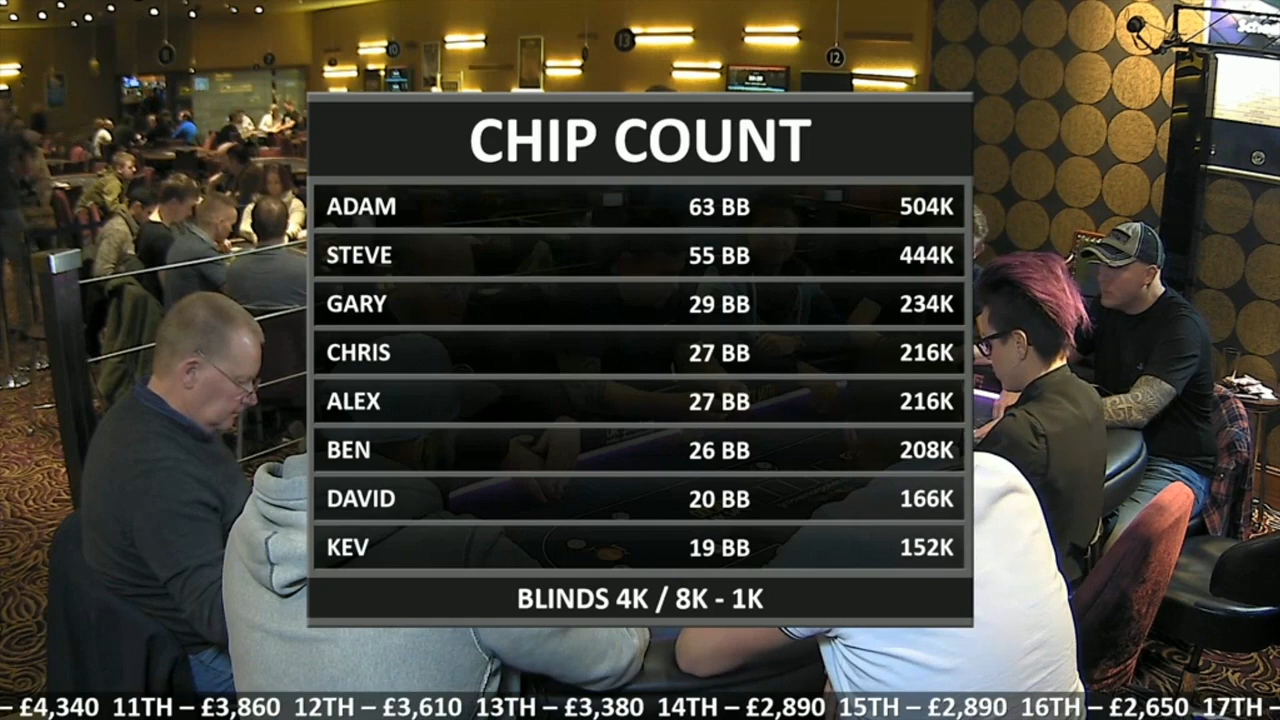 CHIP COUNT
ADAM 63 BB 504K
STEVE 55 BB 444K
GARY 29 BB 234K
CHRIS 27 BB 216K
ALEX 27 BB 216K
BEN 26 BB 208K
DAVID 20 BB 166K
KEV 19 BB 152K
BLINDS 4K / 8K - 1K
– £4,340 11TH – £3,860 12TH – £3,610 13TH – £3,380 14TH – £2,890 15TH – £2,890 16TH – £2,650 17TH –
10
13
12